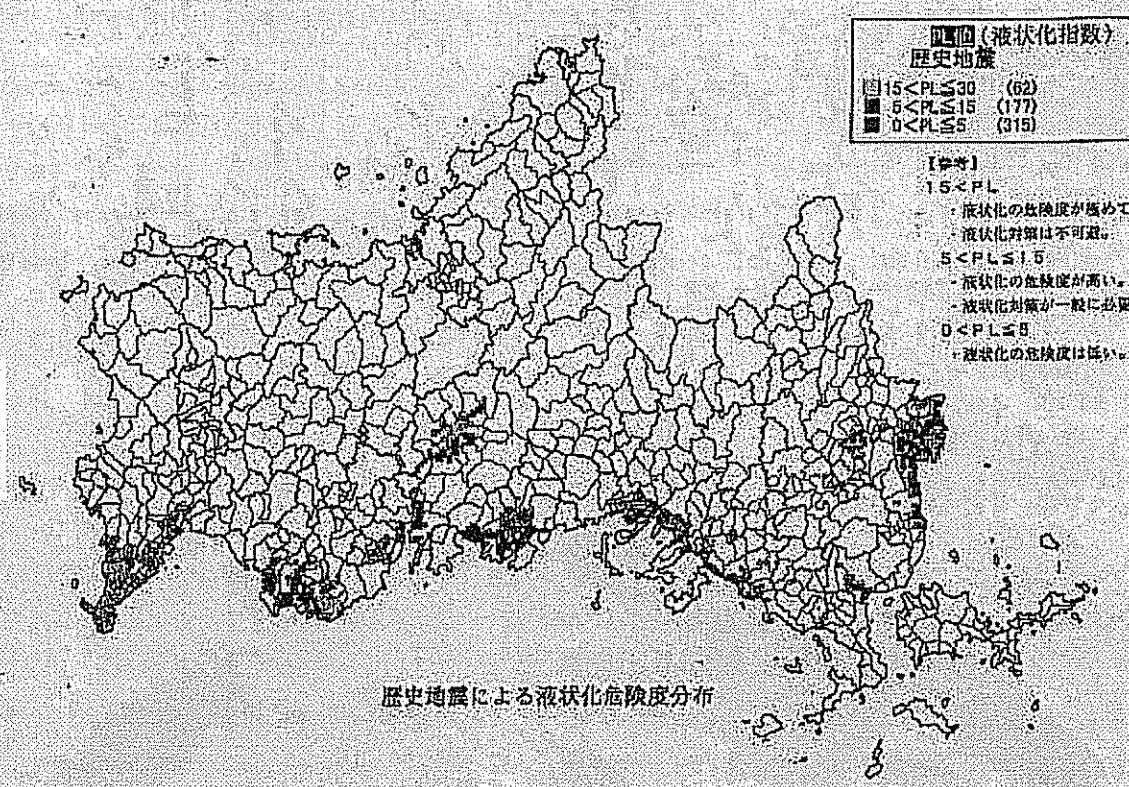 PL値(液状化指数)
歴史地震
15<PL≦30 (62)
5<PL≦15 (177)
0<PL≦5 (315)
【参考】
15<PL
・液状化の危険度が極めて
・液状化対策は不可避。
5<PL≦15
・液状化の危険度が高い。
・液状化対策が一般に必要
0<PL≦5
・液状化の危険度は低い。
歴史地震による液状化危険度分布